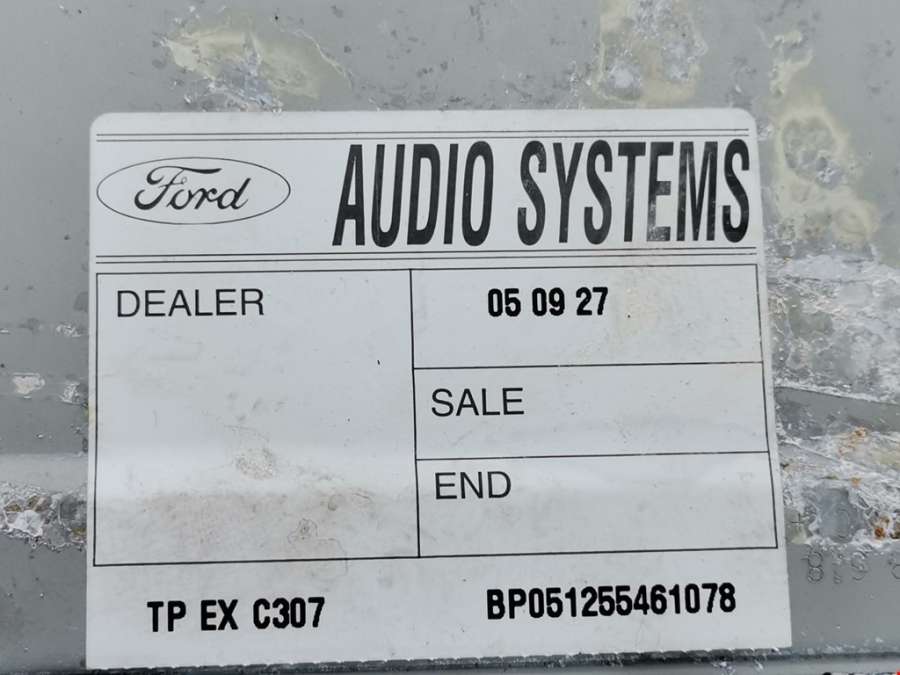 Ford AUDIO SYSTEMS
DEALER
05 09 27
SALE
END
TP EX C307
BP051255461078